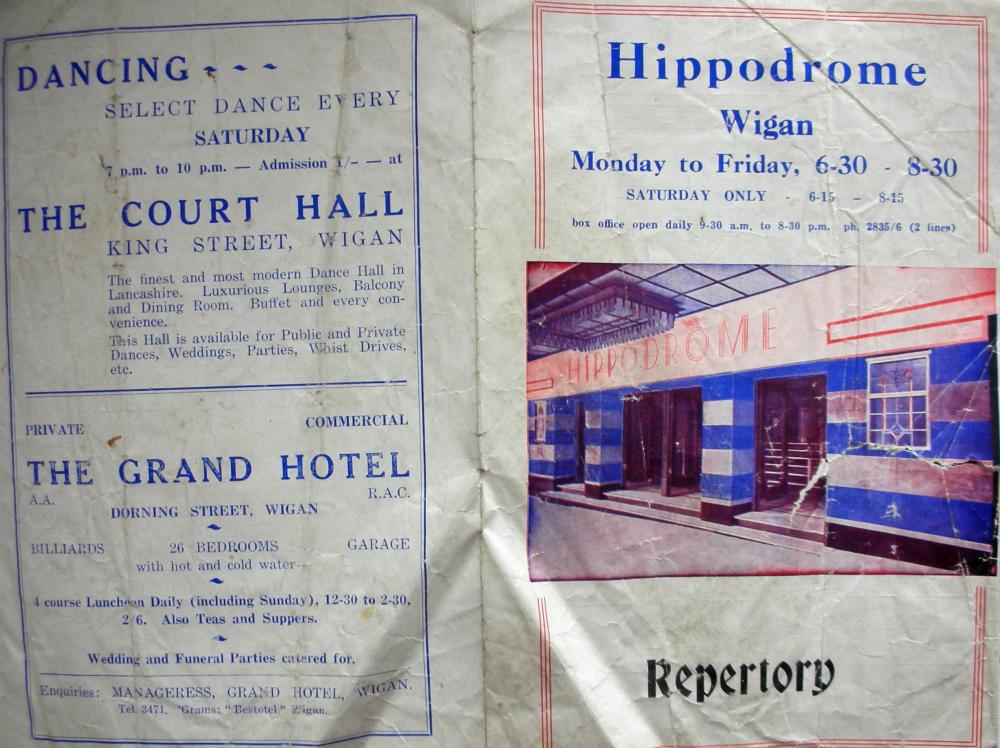 DANCING
SELECT DANCE EVERY
SATURDAY
7 p.m. to 10 p.m. — Admission 1/- — at
THE COURT HALL
KING STREET, WIGAN
The finest and most modern Dance Hall in
Lancashire. Luxurious Lounges, Balcony
and Dining Room. Buffet and every con-
venience.
This Hall is available for Public and Private
Dances, Weddings, Parties, Whist Drives,
etc.
PRIVATE COMMERCIAL
THE GRAND HOTEL
A.A. R.A.C.
DORNING STREET, WIGAN
BILLIARDS 26 BEDROOMS GARAGE
with hot and cold water
4 course Luncheon Daily (including Sunday), 12-30 to 2-30,
2/6. Also Teas and Suppers.
Wedding and Funeral Parties catered for.
Enquiries: MANAGERESS, GRAND HOTEL, WIGAN.
Tel. 3471. 'Grams: "Bestotel" Wigan.
Hippodrome
Wigan
Monday to Friday, 6-30 - 8-30
SATURDAY ONLY - 6-15 - 8-15
box office open daily 9-30 a.m. to 8-30 p.m. ph. 2835/6 (2 lines)
HIPPODROME
Repertory